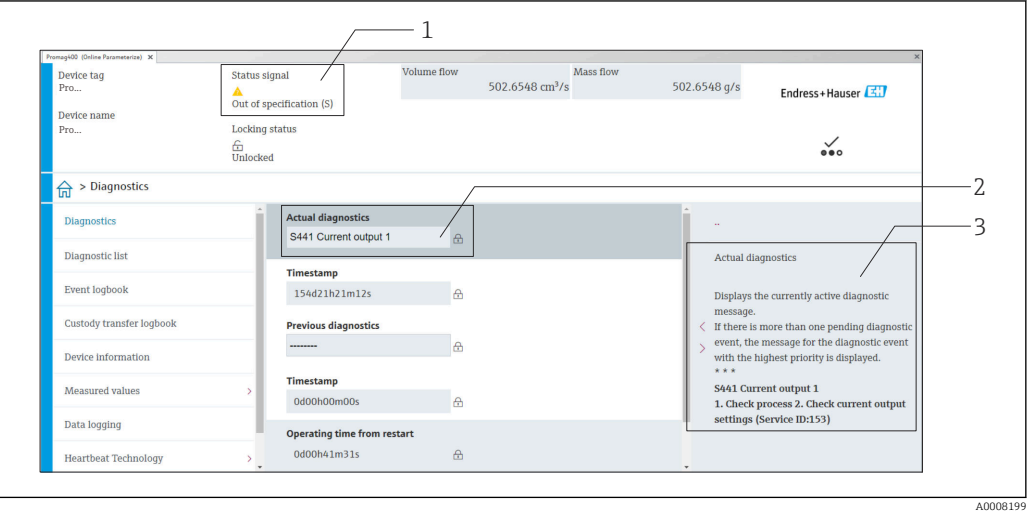 1
Promag400 (Online Parameterize) ×
×
Device tag
Pro...
Device name
Pro...
Status signal
Out of specification (S)
Locking status
Unlocked
Volume flow
502.6548 cm³/s
Mass flow
502.6548 g/s
Endress+Hauser EH
> Diagnostics
2
3
Diagnostics
Diagnostic list
Event logbook
Custody transfer logbook
Device information
Measured values >
Data logging
Heartbeat Technology >
Actual diagnostics
S441 Current output 1
Timestamp
154d21h21m12s
Previous diagnostics
--------
Timestamp
0d00h00m00s
Operating time from restart
0d00h41m31s
..
Actual diagnostics
Displays the currently active diagnostic
message.
If there is more than one pending diagnostic
event, the message for the diagnostic event
with the highest priority is displayed.
* * *
S441 Current output 1
1. Check process 2. Check current output
settings (Service ID:153)
A0008199